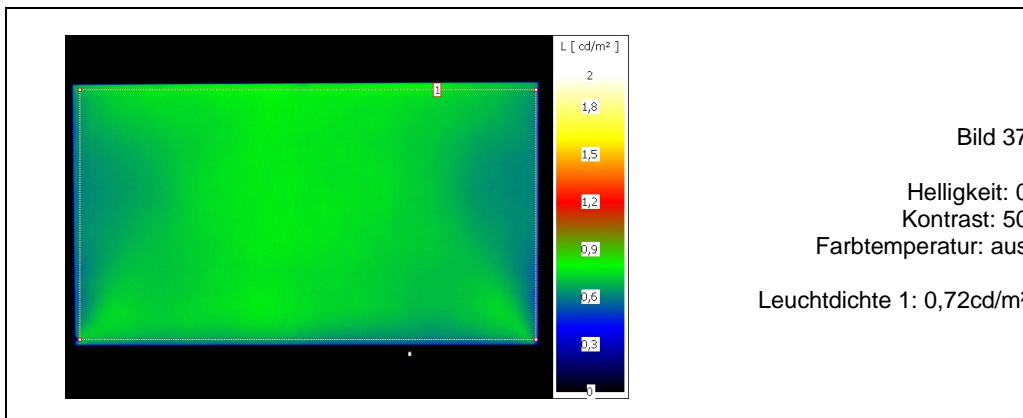 1
L [ cd/m² ]
2
1,8
1,5
1,2
0,9
0,6
0,3
0
Bild 37
Helligkeit: 0
Kontrast: 50
Farbtemperatur: aus
Leuchtdichte 1: 0,72cd/m²